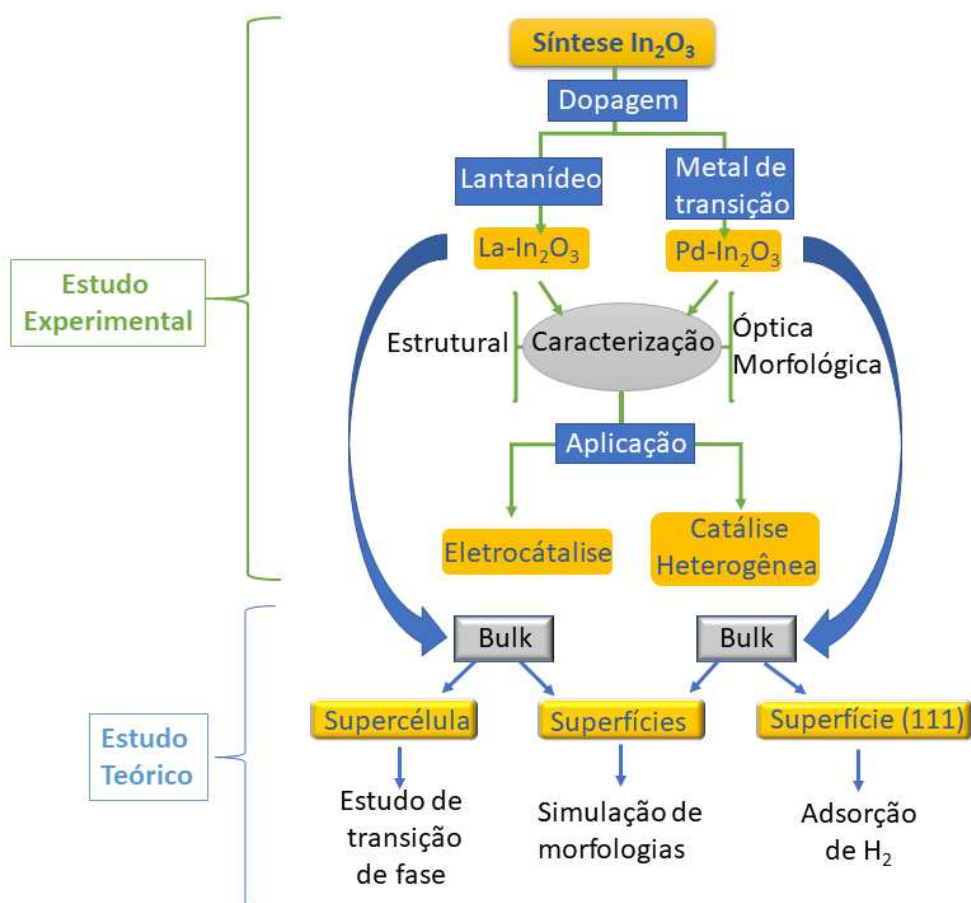 Síntese In₂O₃
Dopagem
Lantanídeo
Metal de
transição
La-In₂O₃
Pd-In₂O₃
Estudo
Experimental
Estrutural
Caracterização
Óptica
Morfológica
Aplicação
Eletrocátalise
Catálise
Heterogênea
Bulk
Bulk
Estudo
Teórico
Supercélula
Superfícies
Superfície (111)
Estudo de
transição
de fase
Simulação de
morfologias
Adsorção
de H₂